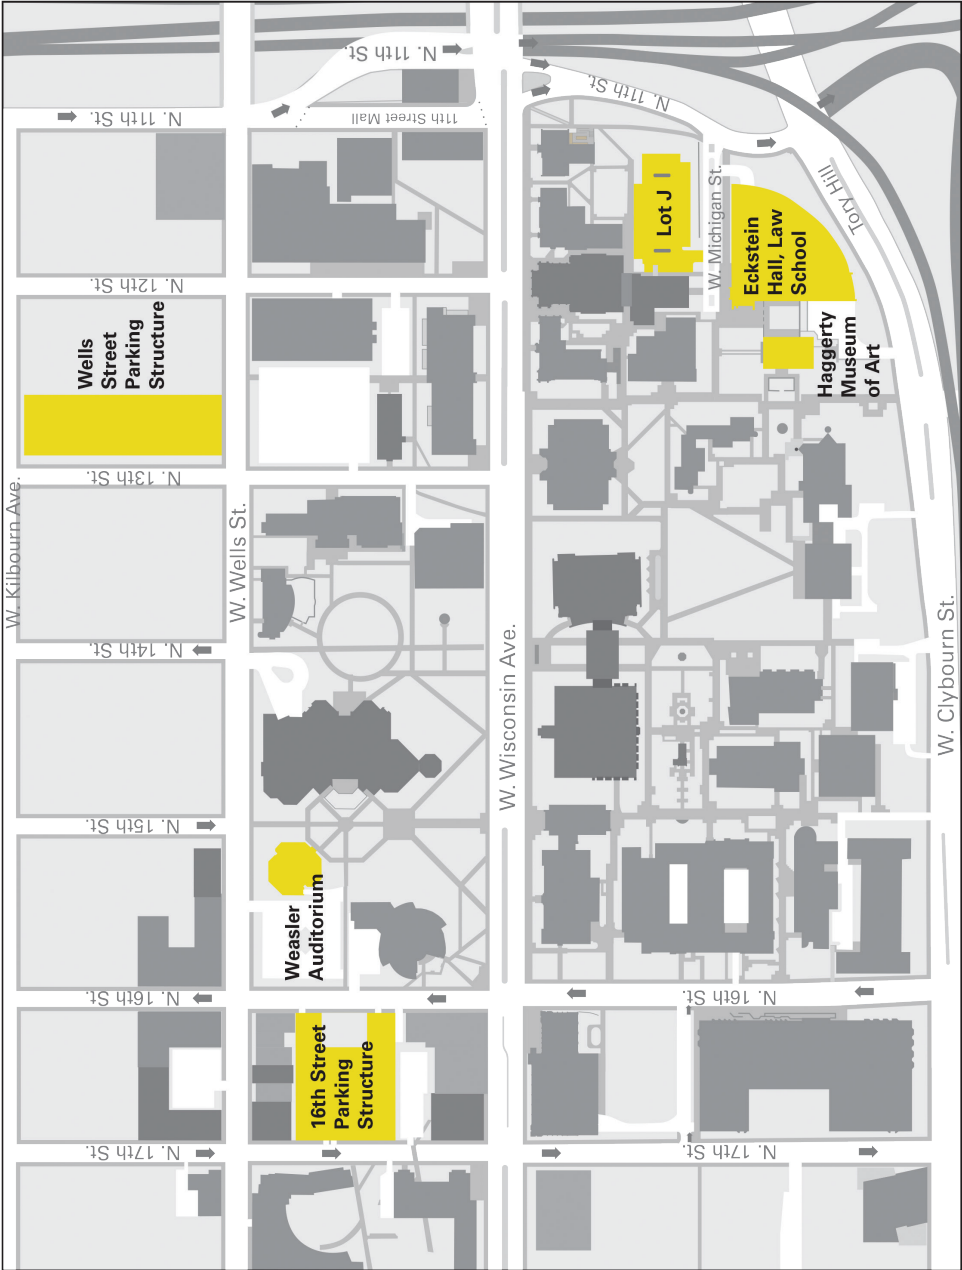 N. 11th St.
N. 11th St.
11th Street Mall
N. 11th St.
Tory Hill
W. Michigan St.
Lot J
Eckstein
Hall, Law
School
Haggerty
Museum
of Art
N. 12th St.
Wells
Street
Parking
Structure
N. 13th St.
W. Kilbourn Ave.
W. Wells St.
W. Wisconsin Ave.
W. Clybourn St.
N. 14th St.
N. 15th St.
Weasler
Auditorium
N. 16th St.
N. 16th St.
16th Street
Parking
Structure
N. 17th St.
N. 17th St.